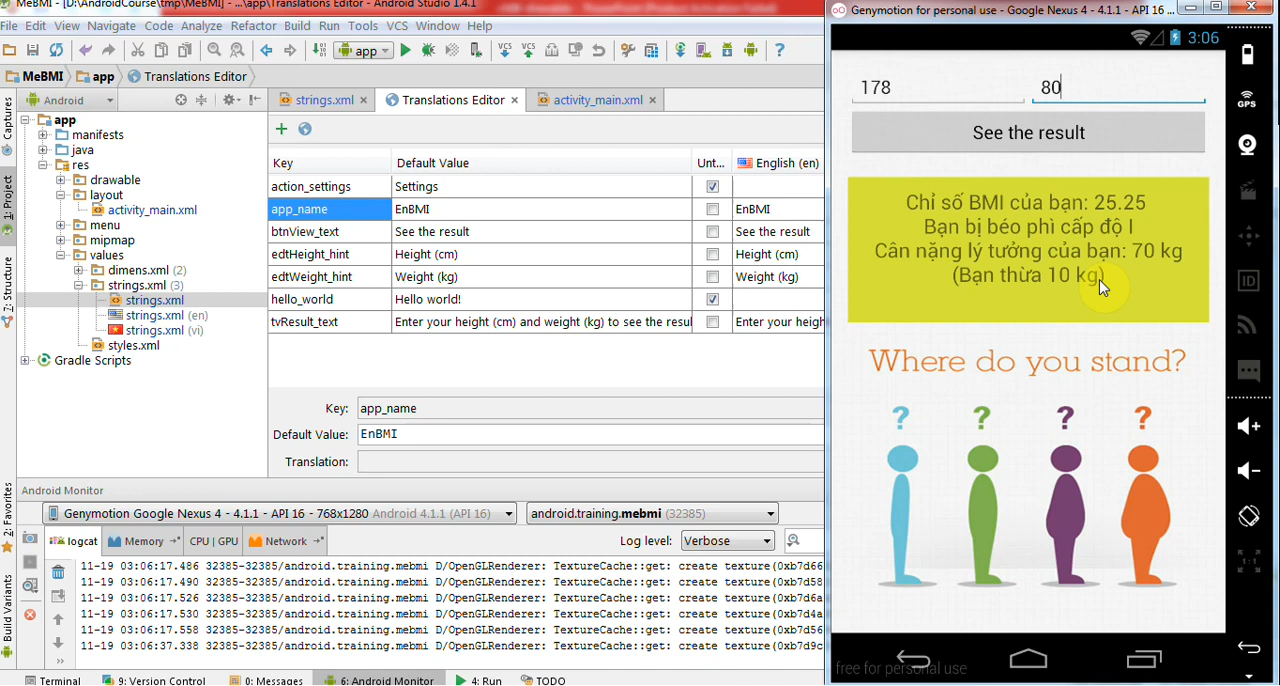 MeBMI - [D:\AndroidCourse\tmp\MeBMI] - ...\app\Translations Editor - Android Studio 1.4.1
File Edit View Navigate Code Analyze Refactor Build Run Tools VCS Window Help
app
VCS VCS
MeBMI app Translations Editor
Android
strings.xml Translations Editor activity_main.xml
Captures
1: Project
7: Structure
2: Favorites
Build Variants
app
manifests
java
res
drawable
layout
activity_main.xml
menu
mipmap
values
dimens.xml (2)
strings.xml (3)
strings.xml
strings.xml (en)
strings.xml (vi)
styles.xml
Gradle Scripts
Key Default Value Unt... English (en)
action_settings Settings
app_name EnBMI EnBMI
btnView_text See the result See the result
edtHeight_hint Height (cm) Height (cm)
edtWeight_hint Weight (kg) Weight (kg)
hello_world Hello world!
tvResult_text Enter your height (cm) and weight (kg) to see the resul Enter your heigh
Key: app_name
Default Value: EnBMI
Translation:
Android Monitor
Genymotion Google Nexus 4 - 4.1.1 - API 16 - 768x1280 Android 4.1.1 (API 16) android.training.mebmi (32385)
logcat Memory CPU | GPU Network Log level: Verbose
11-19 03:06:17.486 32385-32385/android.training.mebmi D/OpenGLRenderer: TextureCache::get: create texture(0xb7d66
11-19 03:06:17.490 32385-32385/android.training.mebmi D/OpenGLRenderer: TextureCache::get: create texture(0xb7d58
11-19 03:06:17.526 32385-32385/android.training.mebmi D/OpenGLRenderer: TextureCache::get: create texture(0xb7d6a
11-19 03:06:17.530 32385-32385/android.training.mebmi D/OpenGLRenderer: TextureCache::get: create texture(0xb7d4a
11-19 03:06:17.558 32385-32385/android.training.mebmi D/OpenGLRenderer: TextureCache::get: create texture(0xb7d56
11-19 03:06:37.338 32385-32385/android.training.mebmi D/OpenGLRenderer: TextureCache::get: create texture(0xb7d9c
Terminal 9: Version Control 0: Messages 6: Android Monitor 4: Run TODO
Genymotion for personal use - Google Nexus 4 - 4.1.1 - API 16 ...
3:06
178 80
See the result
Chỉ số BMI của bạn: 25.25
Bạn bị béo phì cấp độ I
Cân nặng lý tưởng của bạn: 70 kg
(Bạn thừa 10 kg)
Where do you stand?
? ? ? ?
free for personal use
GPS
ID
1:1